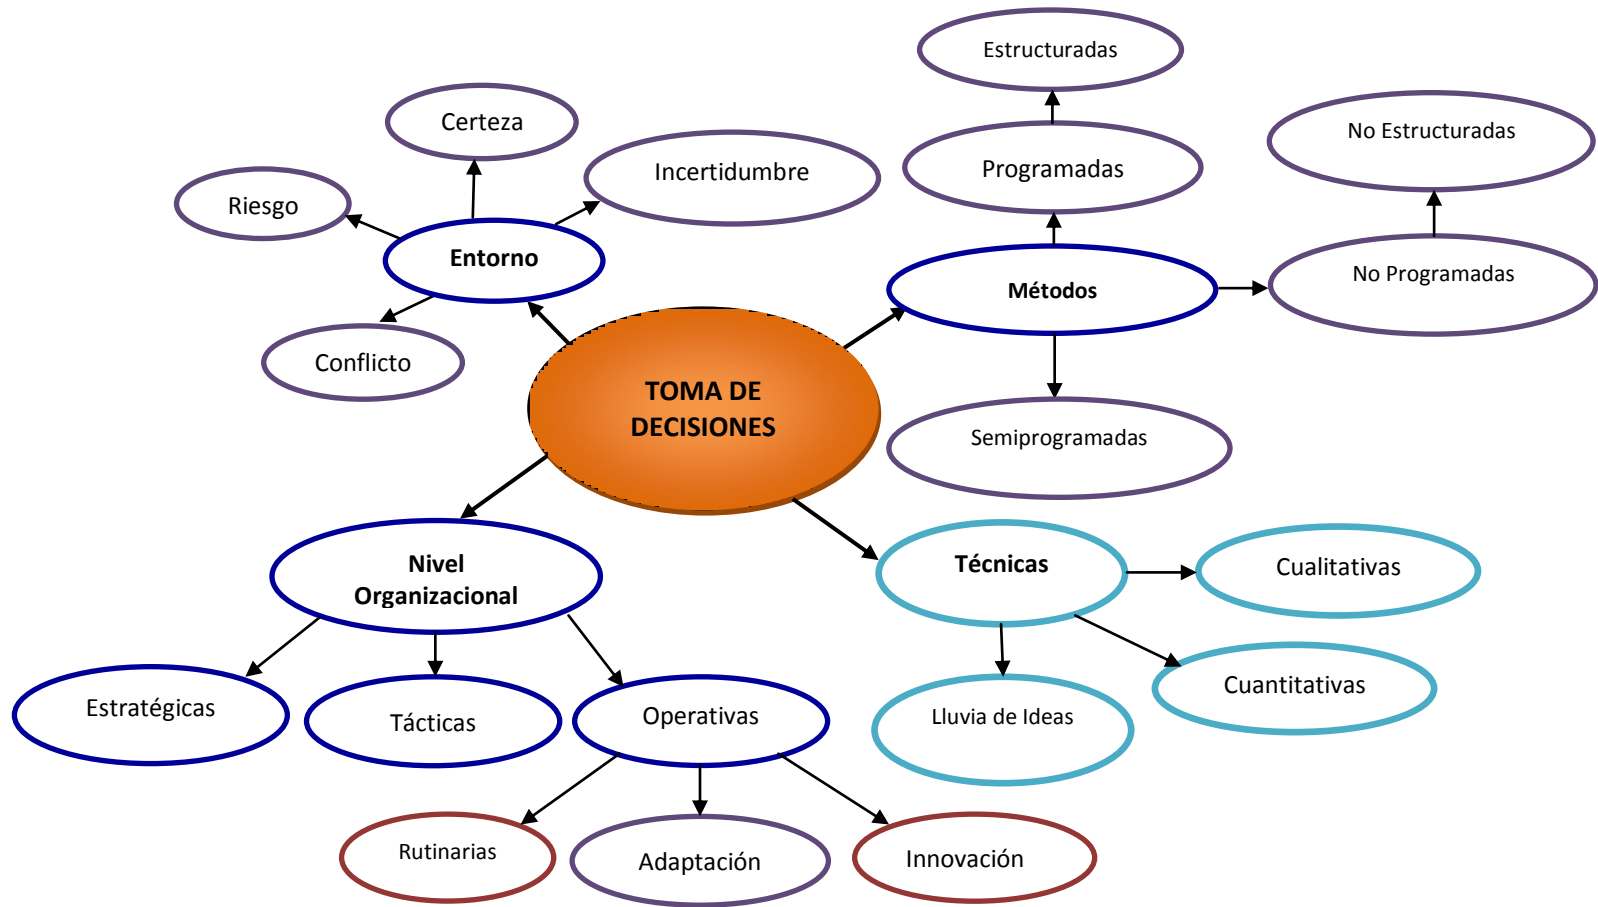 Estructuradas
Certeza
No Estructuradas
Incertidumbre
Programadas
Riesgo
Entorno
No Programadas
Métodos
Conflicto
TOMA DE
DECISIONES
Semiprogramadas
Nivel
Organizacional
Técnicas
Cualitativas
Cuantitativas
Estratégicas
Tácticas
Operativas
Lluvia de Ideas
Rutinarias
Adaptación
Innovación